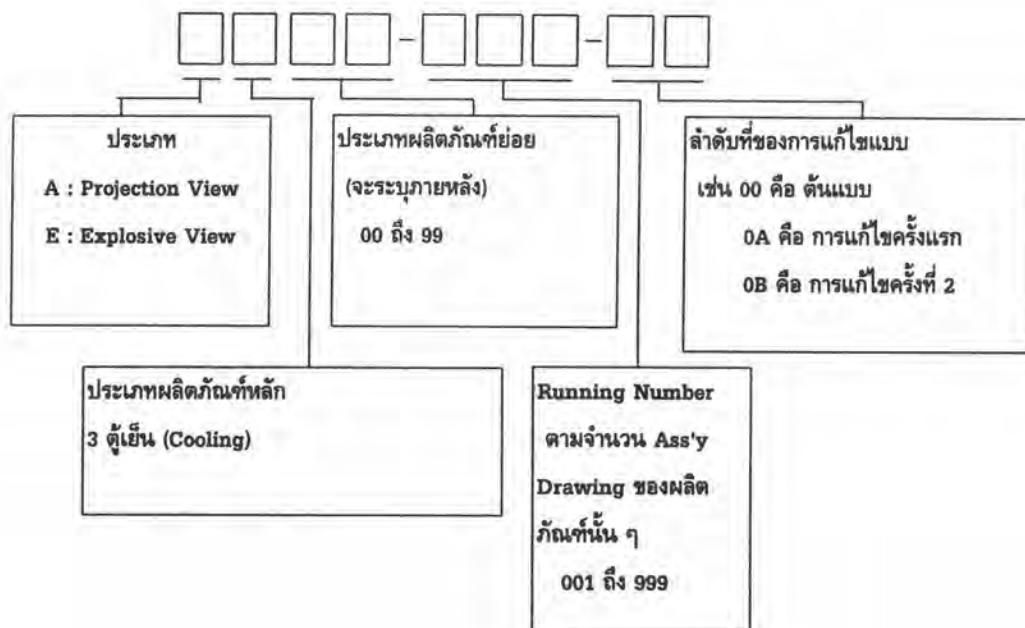 ประเภท
A : Projection View
E : Explosive View
ประเภทผลิตภัณฑ์ย่อย
(จะระบุภายหลัง)
00 ถึง 99
ลำดับที่ของการแก้ไขแบบ
เช่น 00 คือ ต้นแบบ
0A คือ การแก้ไขครั้งแรก
0B คือ การแก้ไขครั้งที่ 2
ประเภทผลิตภัณฑ์หลัก
3 ตู้เย็น (Cooling)
Running Number
ตามจำนวน Ass'y
Drawing ของผลิต
ภัณฑ์นั้น ๆ
001 ถึง 999